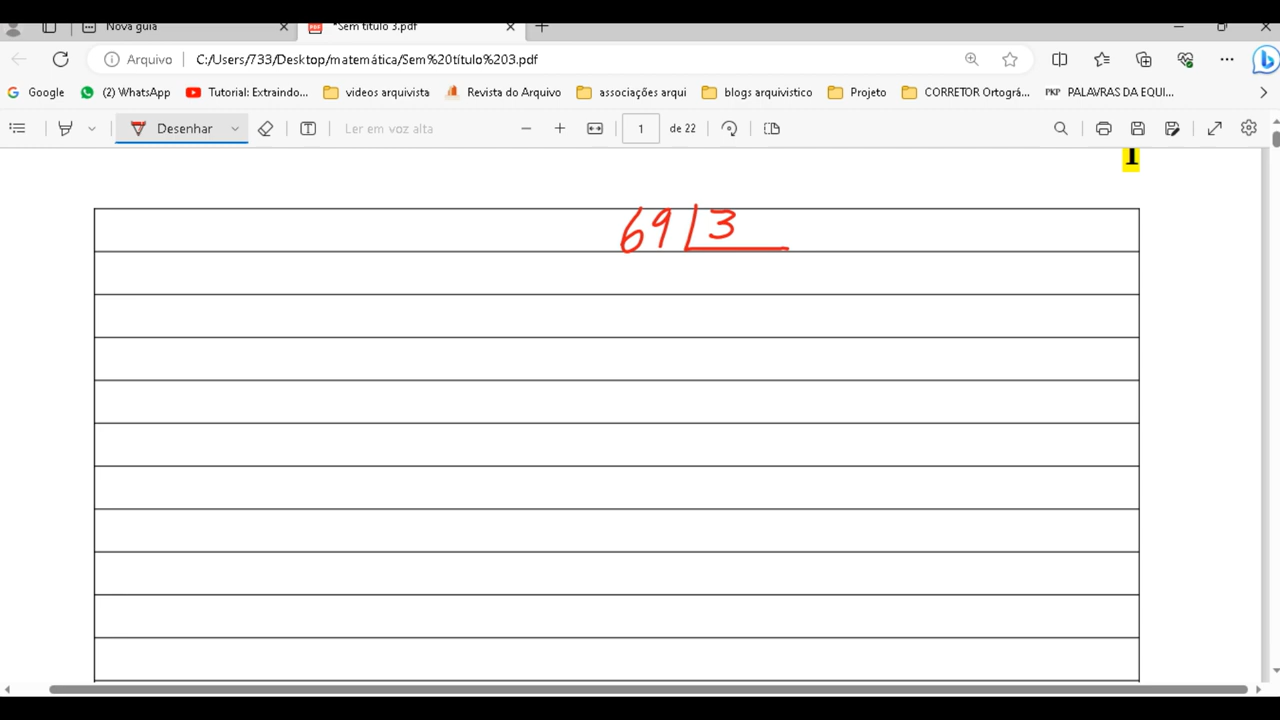 Nova guia
*Sem título 3.pdf
Arquivo C:/Users/733/Desktop/matemática/Sem%20título%203.pdf
Google (2) WhatsApp Tutorial: Extraindo... videos arquivista Revista do Arquivo associações arqui blogs arquivistico Projeto CORRETOR Ortográ... PKP PALAVRAS DA EQUI...
Desenhar Ler em voz alta 1 de 22
1
69 3